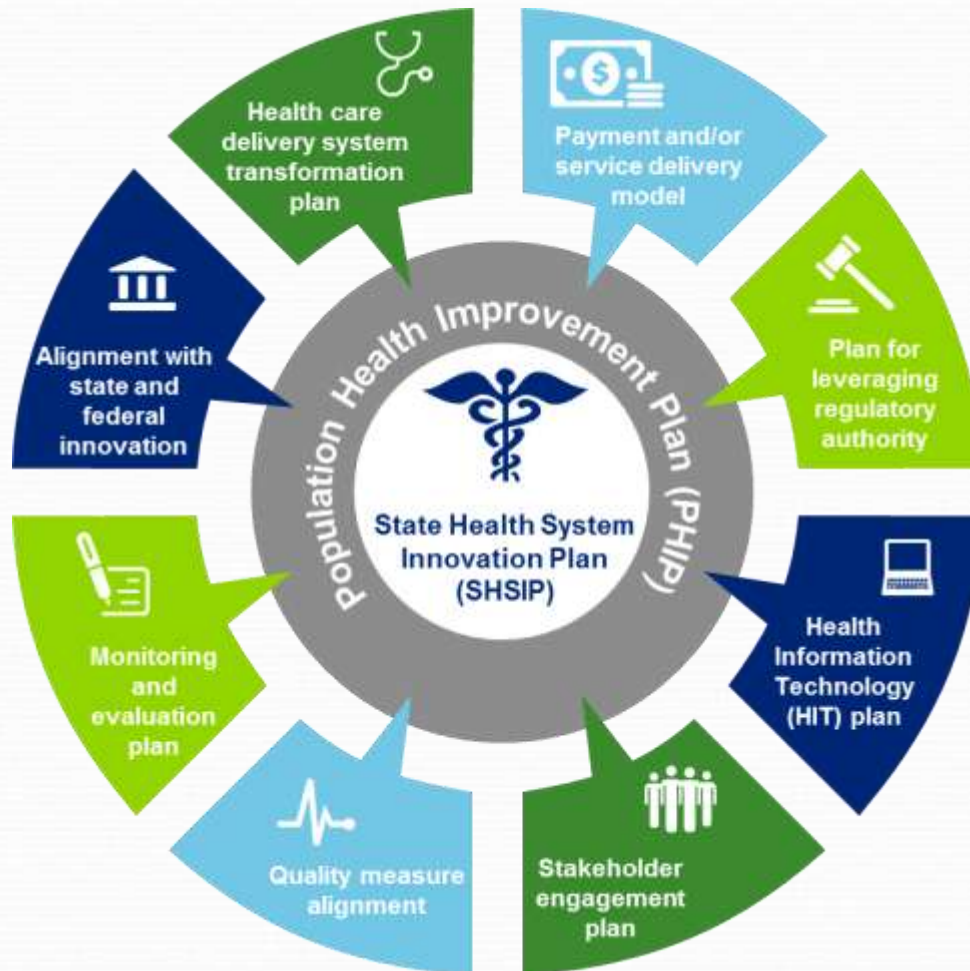 Health care
delivery system
transformation
plan
Payment and/or
service delivery
model
Plan for
leveraging
regulatory
authority
Health
Information
Technology
(HIT) plan
Stakeholder
engagement
plan
Quality measure
alignment
Monitoring
and
evaluation
plan
Alignment with
state and
federal
innovation
Population Health Improvement Plan (PHIP)
State Health System
Innovation Plan
(SHSIP)